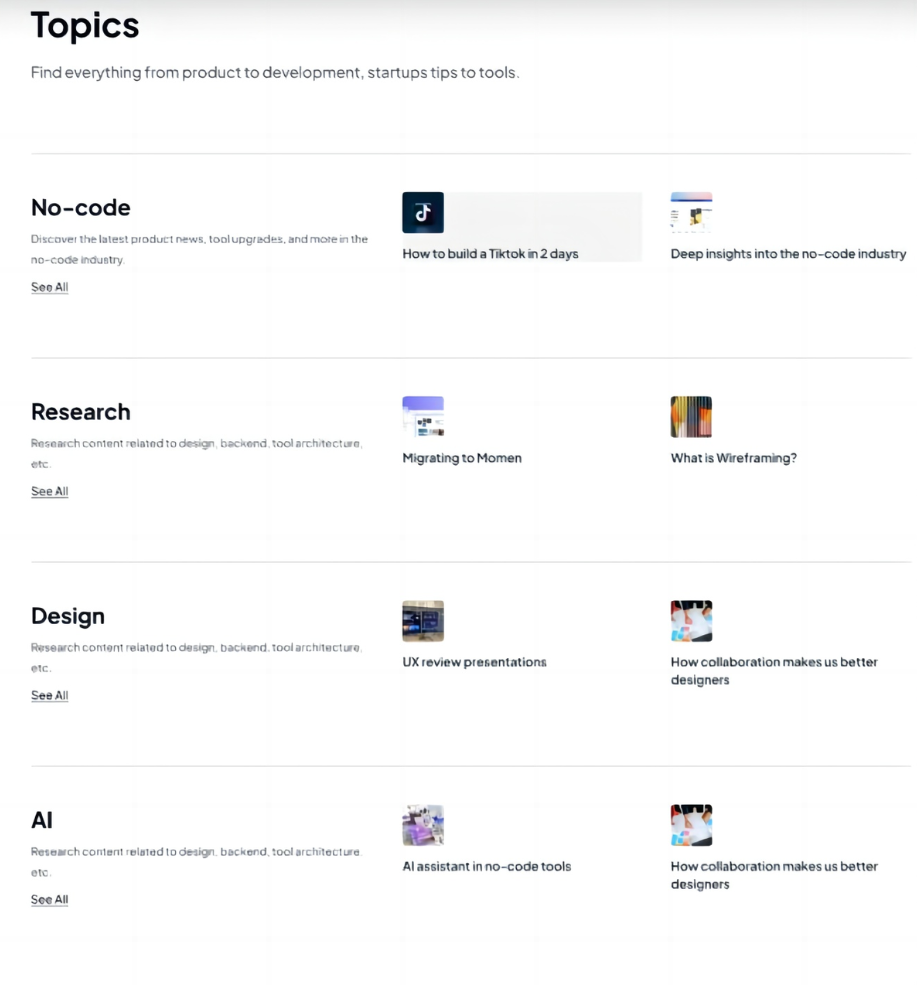 Topics
Find everything from product to development, startups tips to tools.
No-code
Discover the latest product news, tool upgrades, and more in the
no-code industry.
See All
How to build a Tiktok in 2 days
Deep insights into the no-code industry
Research
Research content related to design, backend, tool architecture,
etc.
See All
Migrating to Momen
What is Wireframing?
Design
Research content related to design, backend, tool architecture,
etc.
See All
UX review presentations
How collaboration makes us better
designers
AI
Research content related to design, backend, tool architecture,
etc.
See All
AI assistant in no-code tools
How collaboration makes us better
designers